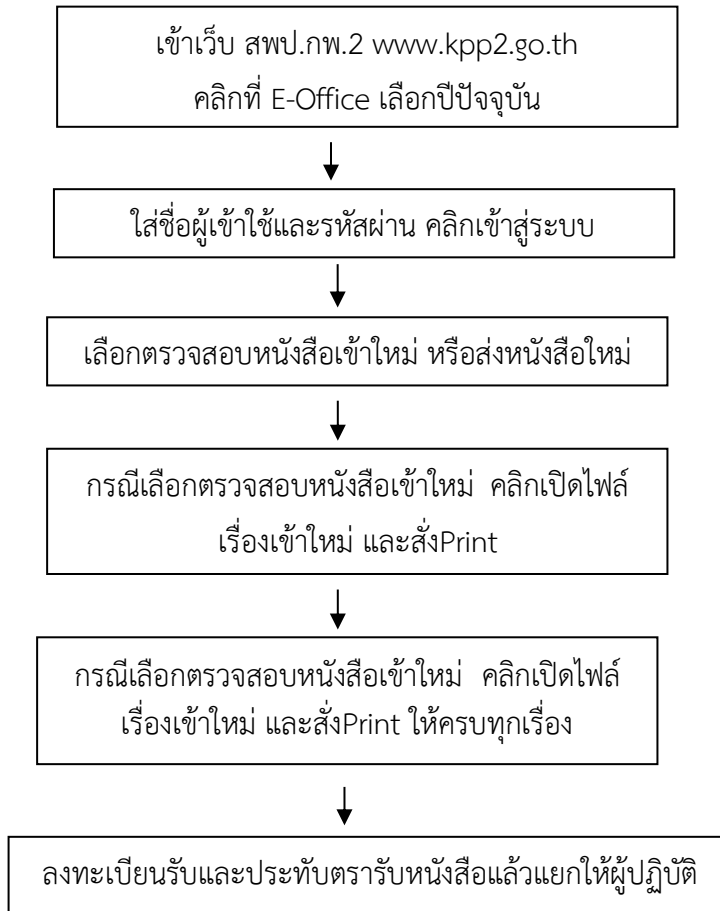 เข้าเว็บ สพป.กพ.2 www.kpp2.go.th
คลิกที่ E-Office เลือกปีปัจจุบัน
ใส่ชื่อผู้เข้าใช้และรหัสผ่าน คลิกเข้าสู่ระบบ
เลือกตรวจสอบหนังสือเข้าใหม่ หรือส่งหนังสือใหม่
กรณีเลือกตรวจสอบหนังสือเข้าใหม่ คลิกเปิดไฟล์
เรื่องเข้าใหม่ และสั่งPrint
กรณีเลือกตรวจสอบหนังสือเข้าใหม่ คลิกเปิดไฟล์
เรื่องเข้าใหม่ และสั่งPrint ให้ครบทุกเรื่อง
ลงทะเบียนรับและประทับตรารับหนังสือแล้วแยกให้ผู้ปฏิบัติ